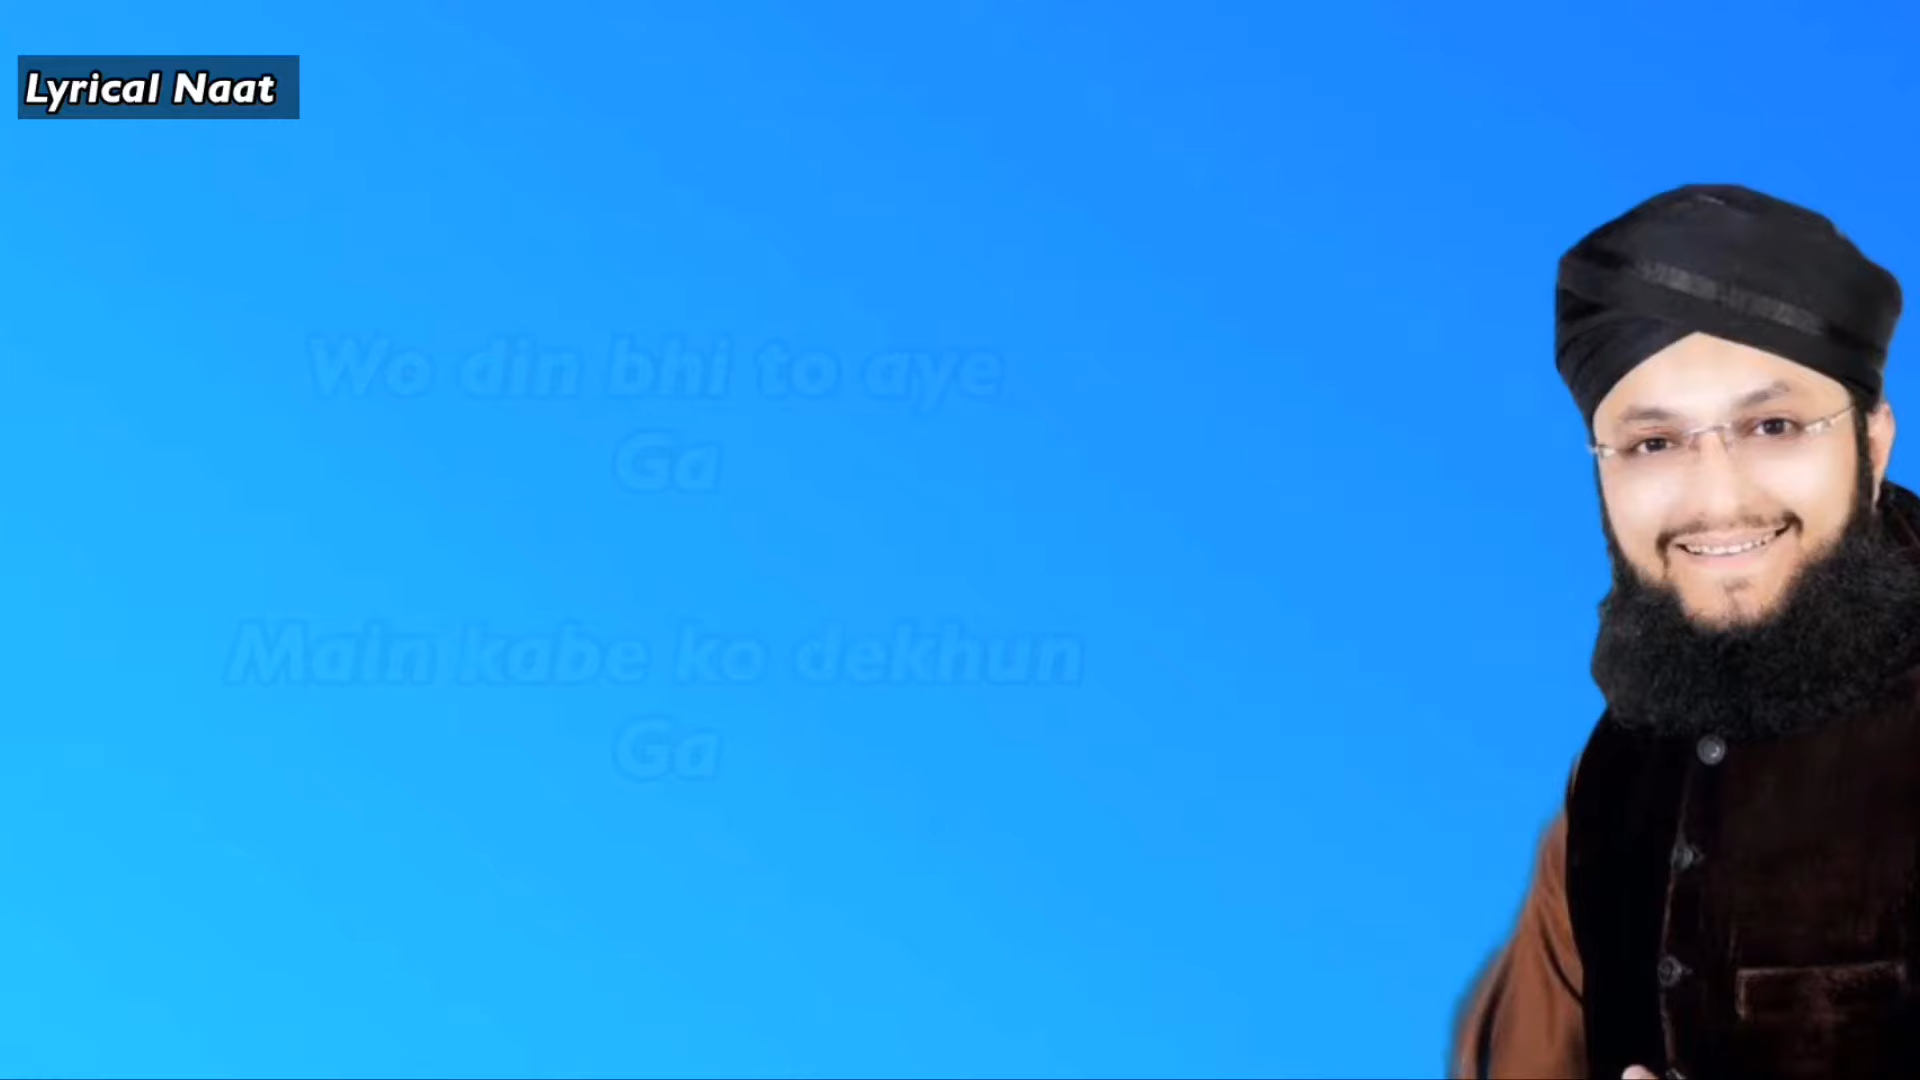 Lyrical Naat
Wo din bhi to aye
Ga
Main kabe ko dekhun
Ga